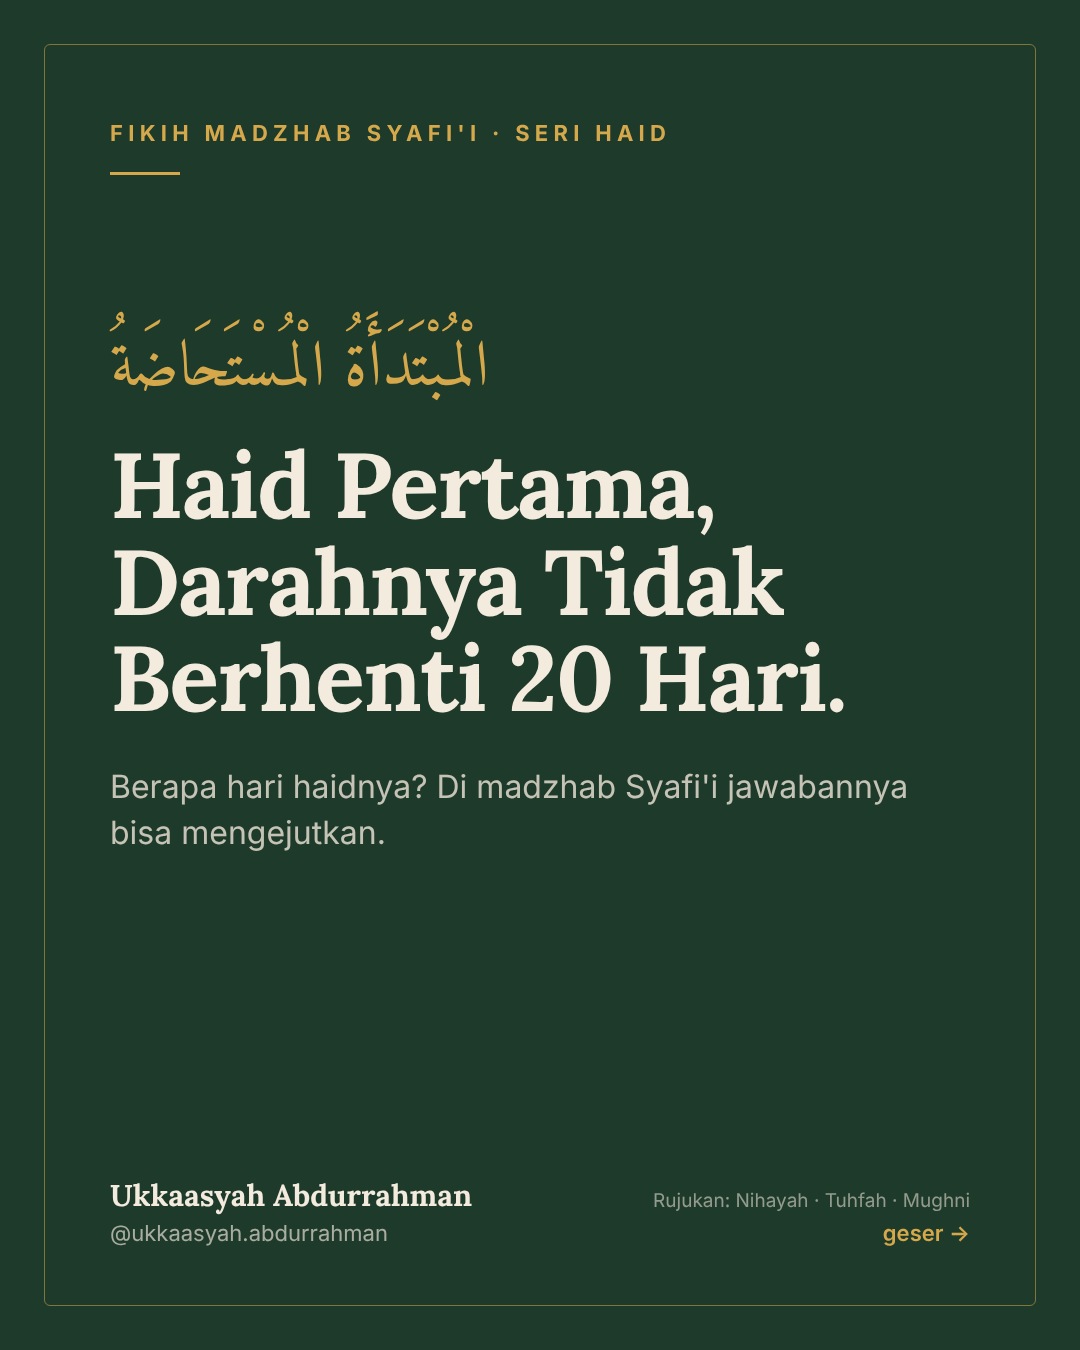 FIKIH MADZHAB SYAFI'I · SERI HAID
الْمُبْتَدَأَةُ الْمُسْتَحَاضَةُ
Haid Pertama,
Darahnya Tidak
Berhenti 20 Hari.
Berapa hari haidnya? Di madzhab Syafi'i jawabannya
bisa mengejutkan.
Ukkaasyah Abdurrahman
@ukkaasyah.abdurrahman
Rujukan: Nihayah · Tuhfah · Mughni
geser →